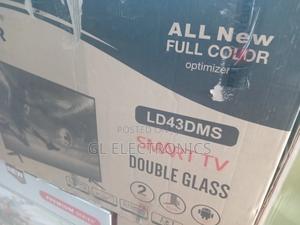 ALL New
FULL COLOR
optimizer
LD43DMS
POSTED ON
GL ELECTRONICS
SMART TV
DOUBLE GLASS
2